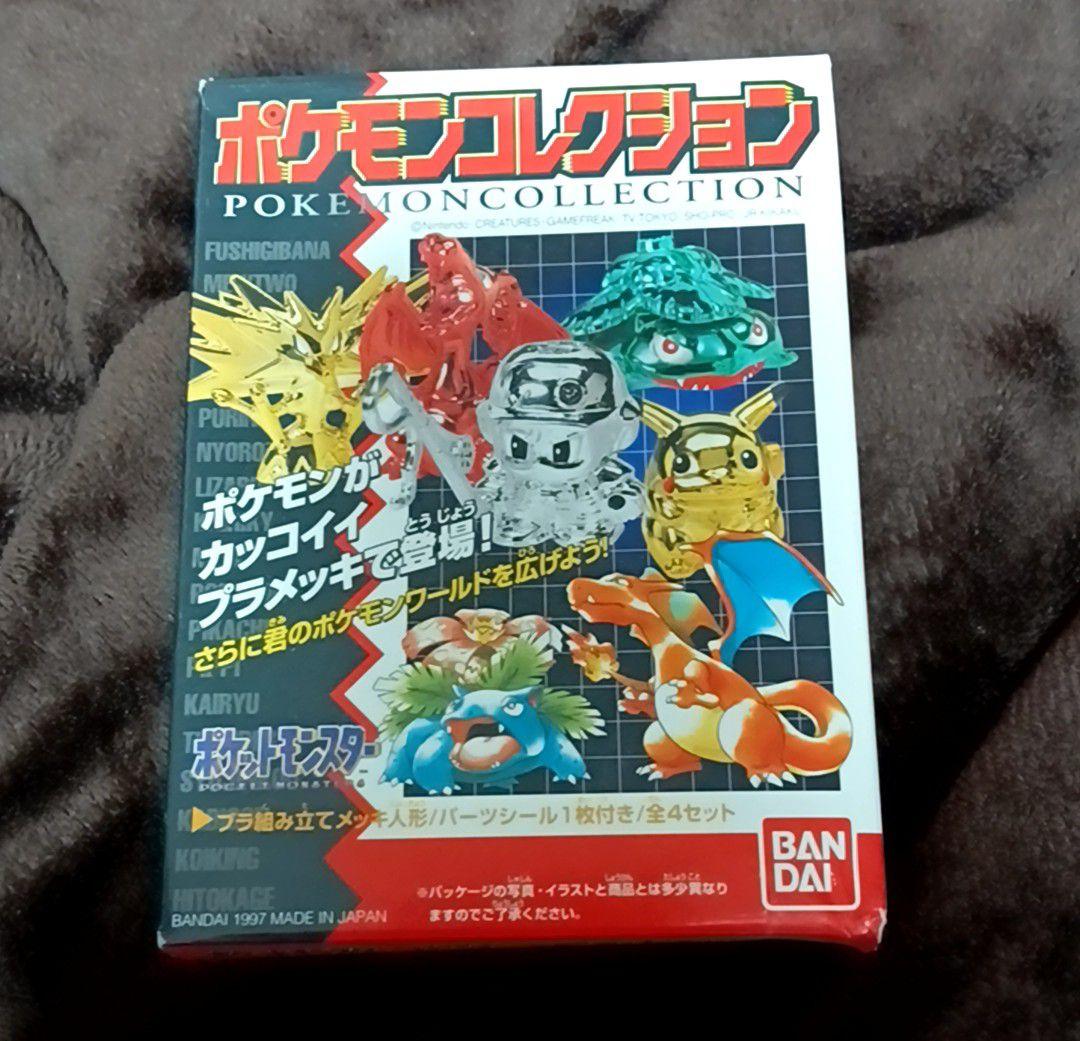 ポケモンコレクション
POKEMONCOLLECTION
©Nintendo・CREATURES・GAMEFREAK・TV TOKYO・SHO-PRO・JR KIKAKU
FUSHIGIBANA
MEWTWO
PURIN
NYORO
ポケモンが
カッコイイ
プラメッキで登場!
とうじょう
さらに君のポケモンワールドを広げよう!
KAIRYU
ポケットモンスター
POCKET MONSTERS
▶プラ組み立てメッキ人形/パーツシール1枚付き/全4セット
KOIKING
HITOKAGE
BANDAI 1997 MADE IN JAPAN
※パッケージの写真・イラストと商品とは多少異なり
ますのでご了承ください。
BAN
DAI